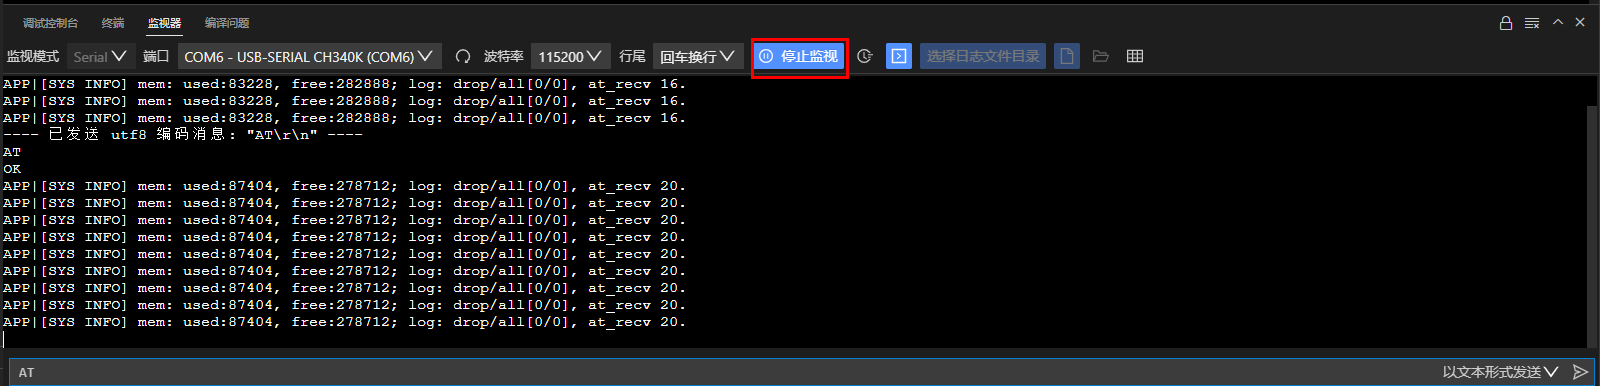 调试控制台 终端 监视器 编译问题
监视模式 Serial 端口 COM6 - USB-SERIAL CH340K (COM6) 波特率 115200 行尾 回车换行 停止监视 选择日志文件目录
APP|[SYS INFO] mem: used:83228, free:282888; log: drop/all[0/0], at_recv 16.
APP|[SYS INFO] mem: used:83228, free:282888; log: drop/all[0/0], at_recv 16.
APP|[SYS INFO] mem: used:83228, free:282888; log: drop/all[0/0], at_recv 16.
---- 已发送 utf8 编码消息: "AT\r\n" ----
AT
OK
APP|[SYS INFO] mem: used:87404, free:278712; log: drop/all[0/0], at_recv 20.
APP|[SYS INFO] mem: used:87404, free:278712; log: drop/all[0/0], at_recv 20.
APP|[SYS INFO] mem: used:87404, free:278712; log: drop/all[0/0], at_recv 20.
APP|[SYS INFO] mem: used:87404, free:278712; log: drop/all[0/0], at_recv 20.
APP|[SYS INFO] mem: used:87404, free:278712; log: drop/all[0/0], at_recv 20.
APP|[SYS INFO] mem: used:87404, free:278712; log: drop/all[0/0], at_recv 20.
APP|[SYS INFO] mem: used:87404, free:278712; log: drop/all[0/0], at_recv 20.
APP|[SYS INFO] mem: used:87404, free:278712; log: drop/all[0/0], at_recv 20.
APP|[SYS INFO] mem: used:87404, free:278712; log: drop/all[0/0], at_recv 20.
AT 以文本形式发送